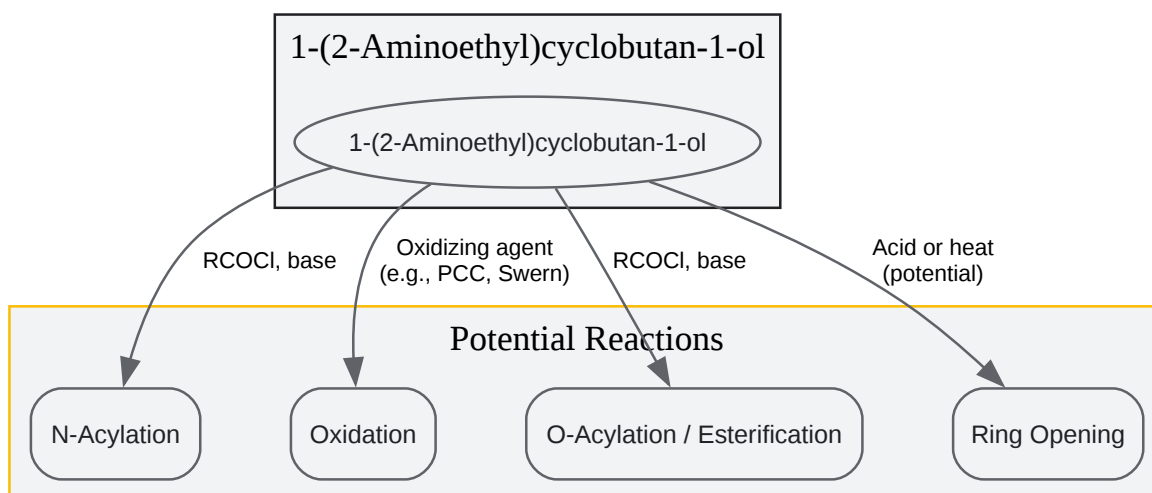 1-(2-Aminoethyl)cyclobutan-1-ol
1-(2-Aminoethyl)cyclobutan-1-ol
RCOCl, base
Oxidizing agent
(e.g., PCC, Swern)
RCOCl, base
Acid or heat
(potential)
Potential Reactions
N-Acylation
Oxidation
O-Acylation / Esterification
Ring Opening